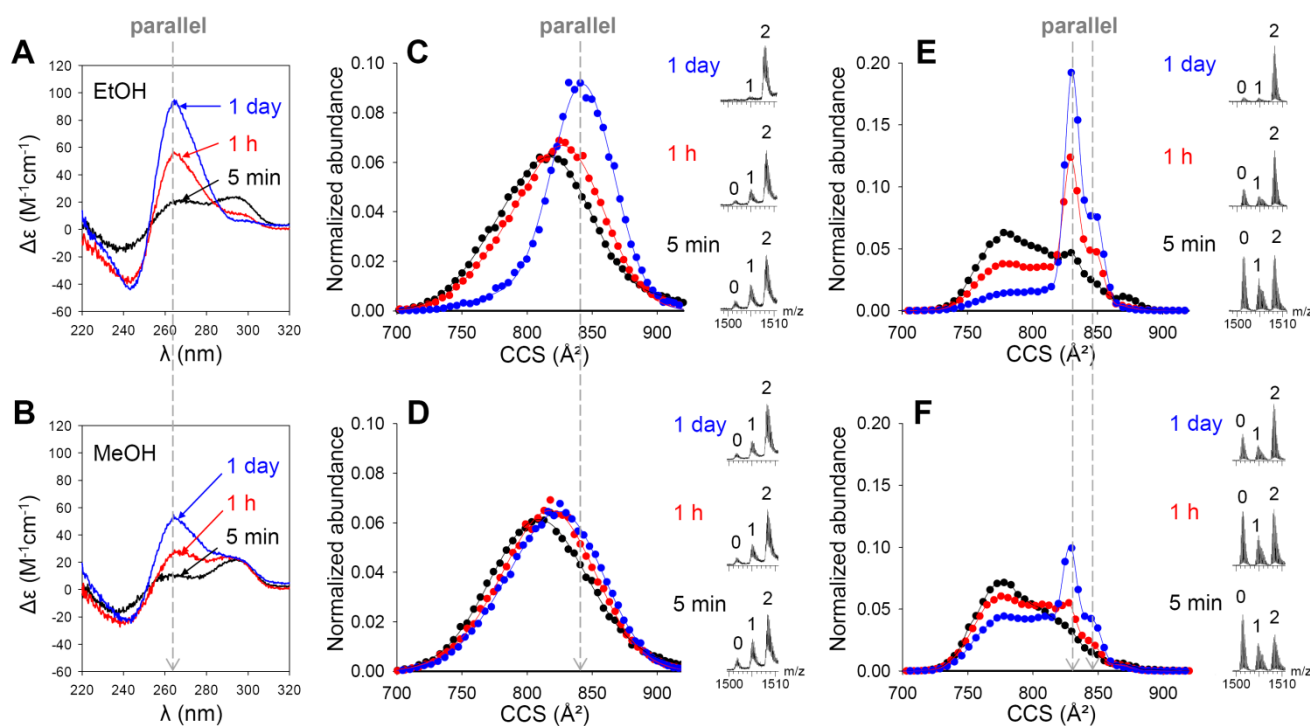 parallel
parallel
parallel
A
EtOH
120
100
80
60
40
20
0
-20
-40
-60
220 240 260 280 300 320
Δε (M⁻¹cm⁻¹)
λ (nm)
1 day
1 h
5 min
C
0.10
0.08
0.06
0.04
0.02
0.00
700 750 800 850 900
Normalized abundance
CCS (Å²)
1 day
1 2
1 h
0 1 2
5 min
0 1 2
1500 1510 m/z
E
0.20
0.15
0.10
0.05
0.00
700 750 800 850 900
Normalized abundance
CCS (Å²)
1 day
0 1 2
1 h
0 1 2
5 min
0 1 2
1500 1510 m/z
B
MeOH
120
100
80
60
40
20
0
-20
-40
-60
220 240 260 280 300 320
Δε (M⁻¹cm⁻¹)
λ (nm)
1 day
1 h
5 min
D
0.10
0.08
0.06
0.04
0.02
0.00
700 750 800 850 900
Normalized abundance
CCS (Å²)
1 day
0 1 2
1 h
0 1 2
5 min
0 1 2
1500 1510 m/z
F
0.20
0.15
0.10
0.05
0.00
700 750 800 850 900
Normalized abundance
CCS (Å²)
1 day
0 1 2
1 h
0 1 2
5 min
0 1 2
1500 1510 m/z